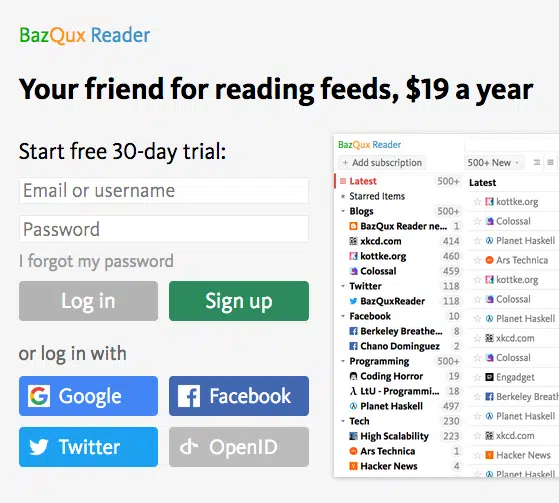 BazQux Reader
Your friend for reading feeds, $19 a year
Start free 30-day trial:
Email or username
Password
I forgot my password
Log in
Sign up
or log in with
Google
Facebook
Twitter
OpenID
BazQux Reader
+ Add subscription
500+ New
Latest 500+
Starred Items
Blogs 500+
BazQux Reader ne... 1
xkcd.com 414
kottke.org 460
Colossal 459
Twitter 118
BazQuxReader 118
Facebook 10
Berkeley Breathe... 8
Chano Dominguez 2
Programming 500+
Coding Horror 19
LtU - Programmi... 18
Planet Haskell 497
Tech 230
High Scalability 223
Ars Technica 1
Hacker News 4
Latest
kottke.org
Colossal
Planet Haskell
Ars Technica
kottke.org
Colossal
Planet Haskell
xkcd.com
Colossal
Engadget
Berkeley Breath
Planet Haskell
xkcd.com
Hacker News
Planet Haskell